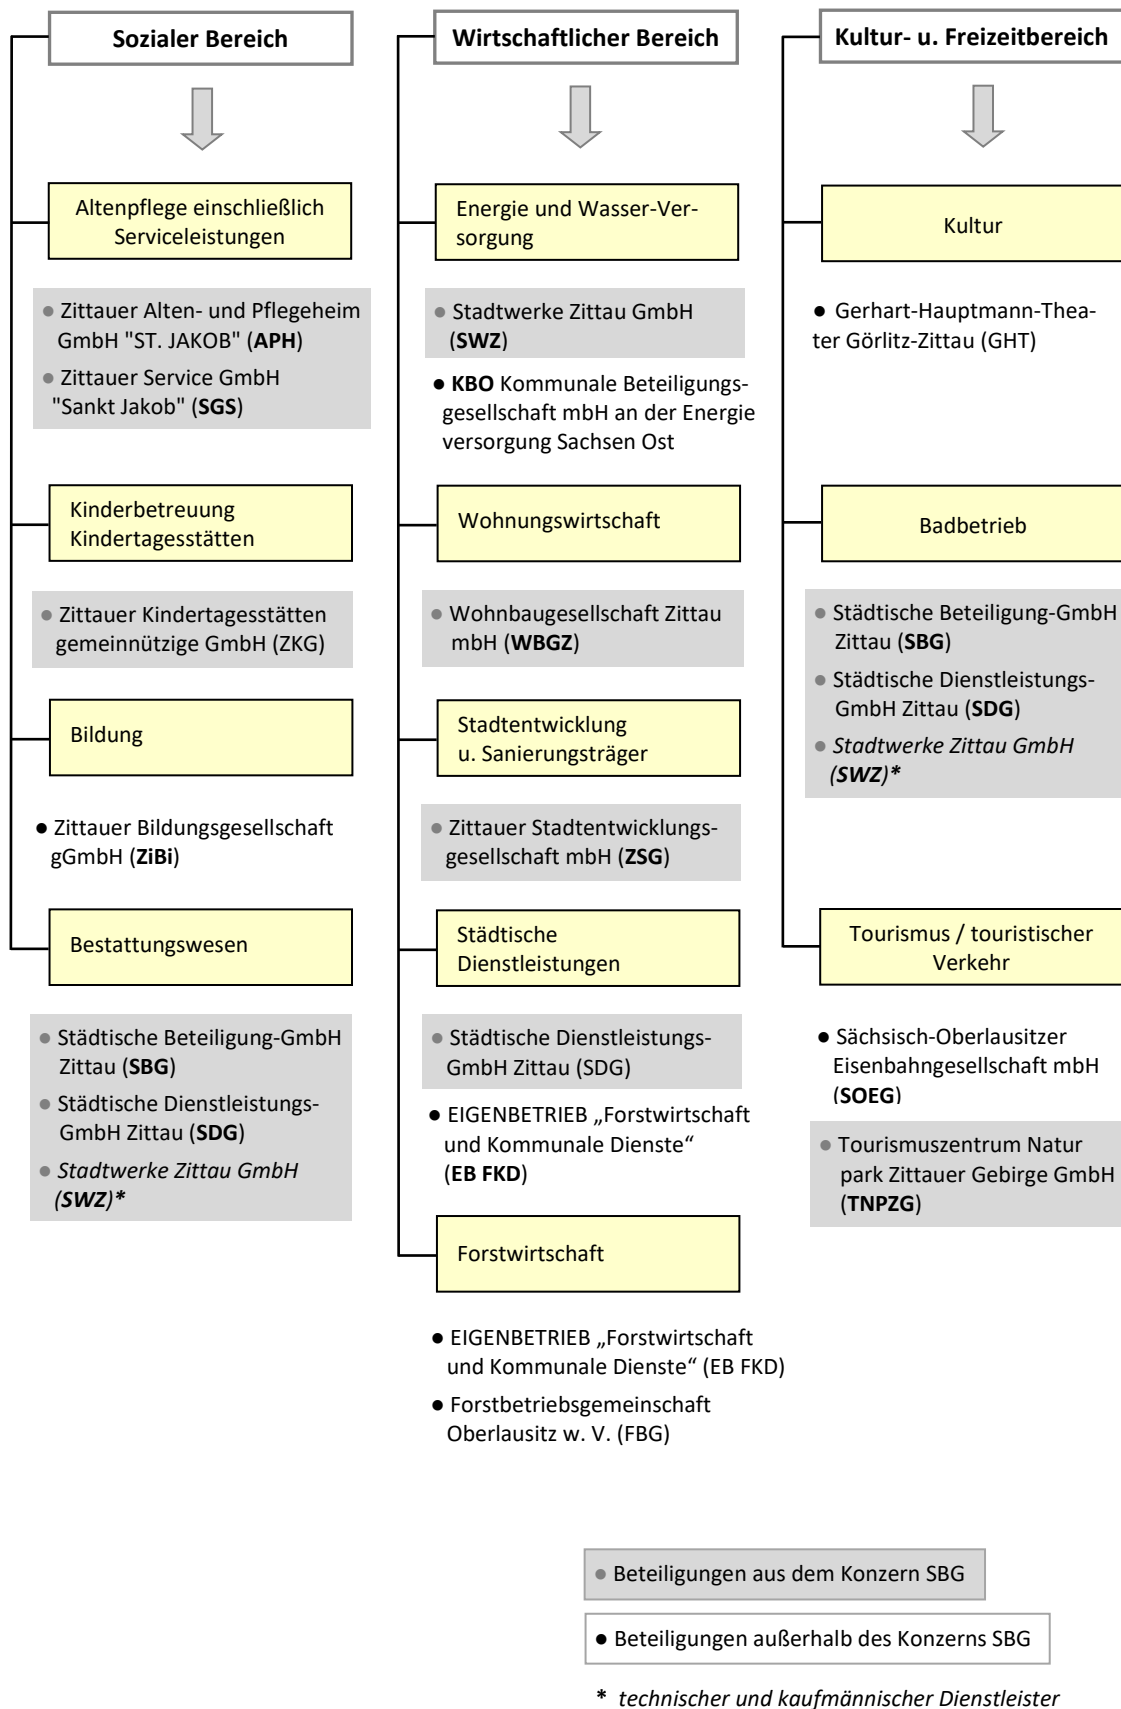 Sozialer Bereich
Altenpflege einschließlich
Serviceleistungen
● Zittauer Alten- und Pflegeheim
GmbH "ST. JAKOB" (APH)
● Zittauer Service GmbH
"Sankt Jakob" (SGS)
Kinderbetreuung
Kindertagesstätten
● Zittauer Kindertagesstätten
gemeinnützige GmbH (ZKG)
Bildung
● Zittauer Bildungsgesellschaft
gGmbH (ZiBi)
Bestattungswesen
● Städtische Beteiligung-GmbH
Zittau (SBG)
● Städtische Dienstleistungs-
GmbH Zittau (SDG)
● Stadtwerke Zittau GmbH
(SWZ)*
Wirtschaftlicher Bereich
Energie und Wasser-Ver-
sorgung
● Stadtwerke Zittau GmbH
(SWZ)
● KBO Kommunale Beteiligungs-
gesellschaft mbH an der Energie
versorgung Sachsen Ost
Wohnungswirtschaft
● Wohnbaugesellschaft Zittau
mbH (WBGZ)
Stadtentwicklung
u. Sanierungsträger
● Zittauer Stadtentwicklungs-
gesellschaft mbH (ZSG)
Städtische
Dienstleistungen
● Städtische Dienstleistungs-
GmbH Zittau (SDG)
● EIGENBETRIEB „Forstwirtschaft
und Kommunale Dienste“
(EB FKD)
Forstwirtschaft
● EIGENBETRIEB „Forstwirtschaft
und Kommunale Dienste“ (EB FKD)
● Forstbetriebsgemeinschaft
Oberlausitz w. V. (FBG)
Kultur- u. Freizeitbereich
Kultur
● Gerhart-Hauptmann-Thea-
ter Görlitz-Zittau (GHT)
Badbetrieb
● Städtische Beteiligung-GmbH
Zittau (SBG)
● Städtische Dienstleistungs-
GmbH Zittau (SDG)
● Stadtwerke Zittau GmbH
(SWZ)*
Tourismus / touristischer
Verkehr
● Sächsisch-Oberlausitzer
Eisenbahngesellschaft mbH
(SOEG)
● Tourismuszentrum Natur
park Zittauer Gebirge GmbH
(TNPZG)
● Beteiligungen aus dem Konzern SBG
● Beteiligungen außerhalb des Konzerns SBG
* technischer und kaufmännischer Dienstleister